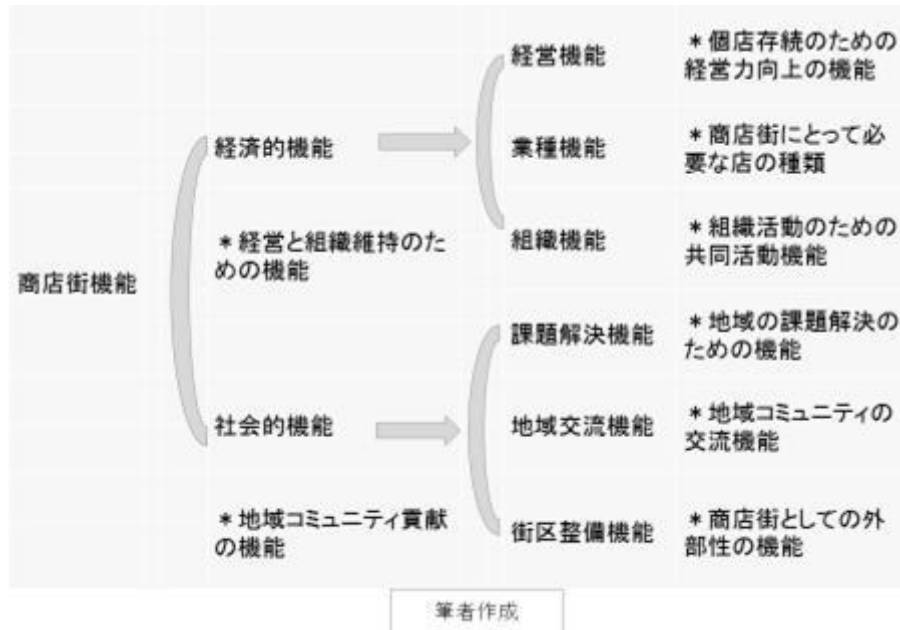 商店街機能
経済的機能
＊経営と組織維持のた
めの機能
経営機能
＊個店存続のための
経営力向上の機能
業種機能
＊商店街にとって必
要な店の種類
組織機能
＊組織活動のための
共同活動機能
社会的機能
＊地域コミュニティ貢献
の機能
課題解決機能
＊地域の課題解決の
ための機能
地域交流機能
＊地域コミュニティの
交流機能
街区整備機能
＊商店街としての外
部性の機能
筆者作成